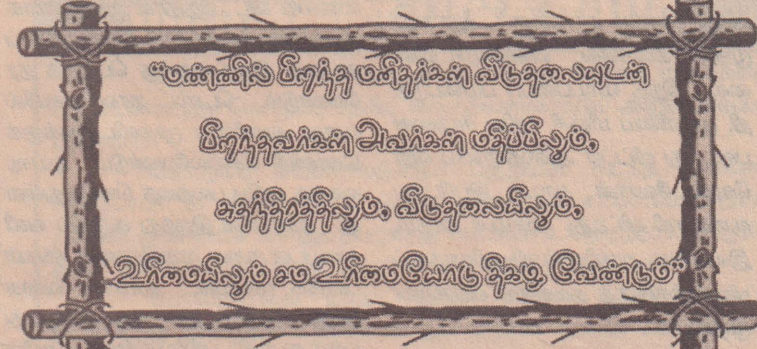 “மண்ணில் பிறந்த மனிதர்கள் விடுதலையுடன்
பிறந்தவர்கள் அவர்கள் மதிப்பிலும்,
சுதந்திரத்திலும், விடுதலையிலும்,
உரிமையிலும் சம உரிமையோடு திகழ வேண்டும்”